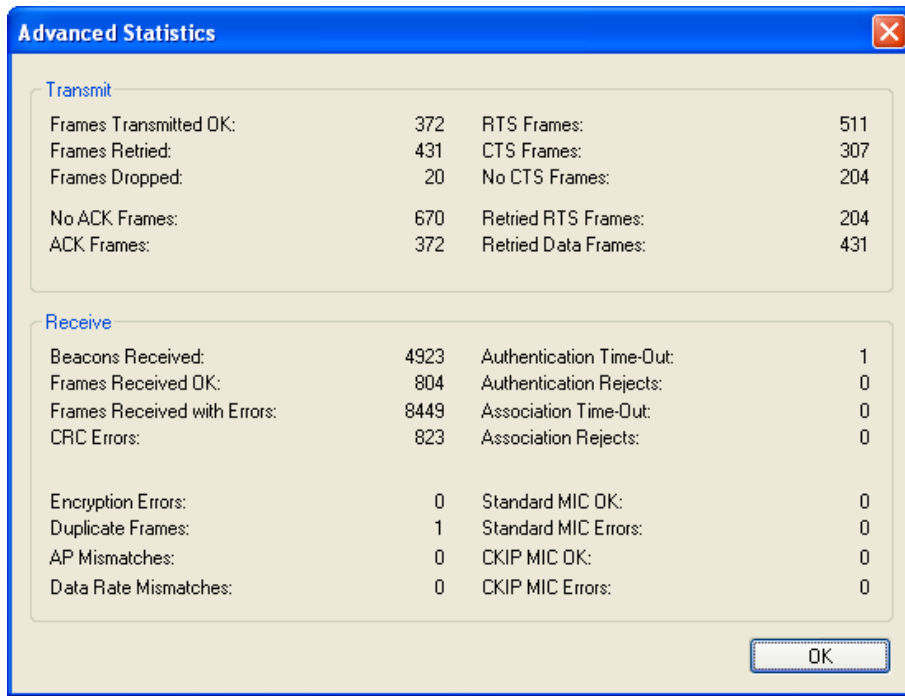 Advanced Statistics
Transmit
Frames Transmitted OK: 372 RTS Frames: 511
Frames Retried: 431 CTS Frames: 307
Frames Dropped: 20 No CTS Frames: 204
No ACK Frames: 670 Retried RTS Frames: 204
ACK Frames: 372 Retried Data Frames: 431
Receive
Beacons Received: 4923 Authentication Time-Out: 1
Frames Received OK: 804 Authentication Rejects: 0
Frames Received with Errors: 8449 Association Time-Out: 0
CRC Errors: 823 Association Rejects: 0
Encryption Errors: 0 Standard MIC OK: 0
Duplicate Frames: 1 Standard MIC Errors: 0
AP Mismatches: 0 CKIP MIC OK: 0
Data Rate Mismatches: 0 CKIP MIC Errors: 0
OK